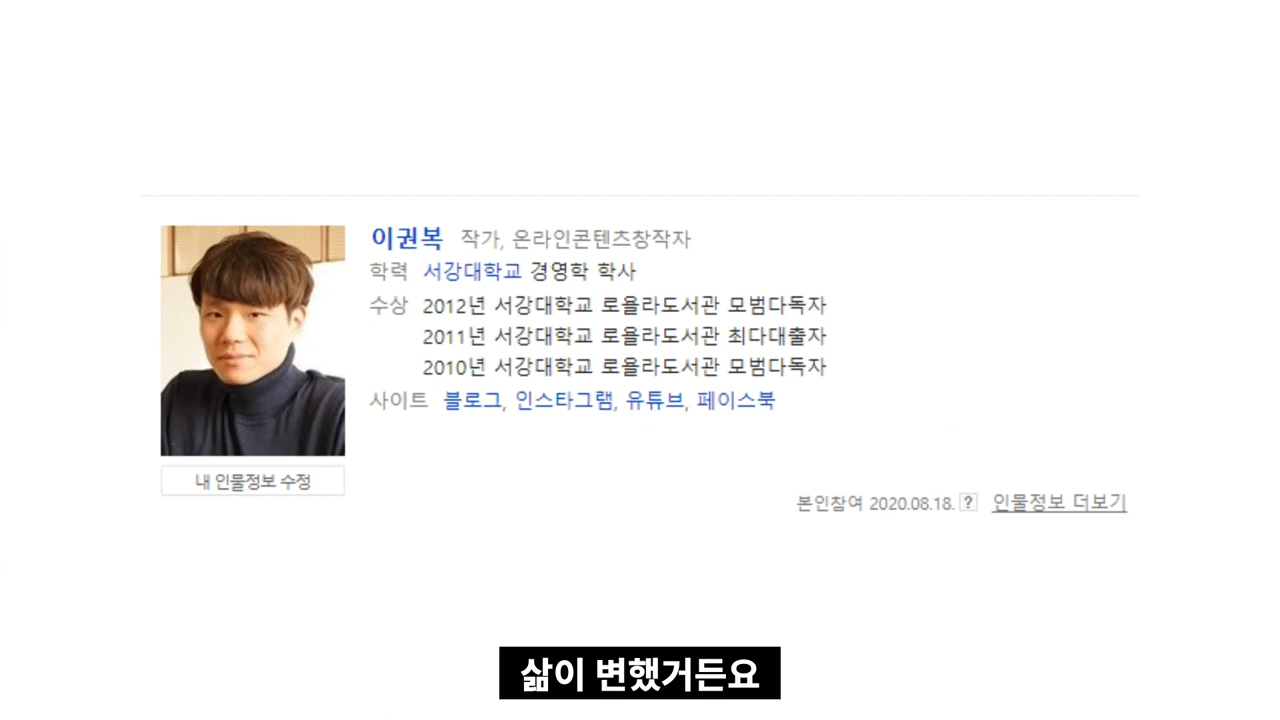 이권복 작가, 온라인콘텐츠창작자
학력 서강대학교 경영학 학사
수상 2012년 서강대학교 로욜라도서관 모범다독자
2011년 서강대학교 로욜라도서관 최다대출자
2010년 서강대학교 로욜라도서관 모범다독자
사이트 블로그, 인스타그램, 유튜브, 페이스북
내 인물정보 수정
본인참여 2020.08.18. ? 인물정보 더보기
삶이 변했거든요